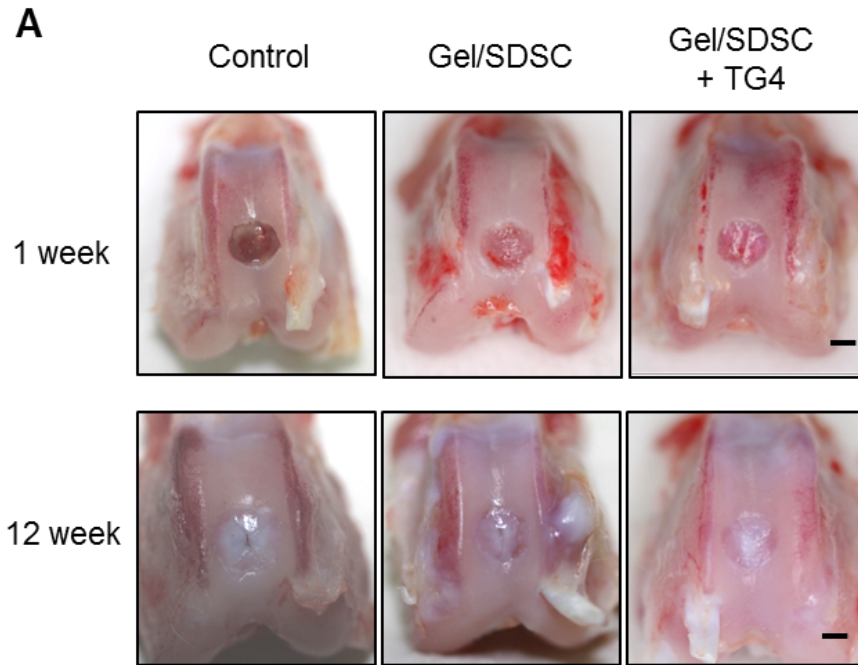 A
Control
Gel/SDSC
Gel/SDSC
+ TG4
1 week
12 week